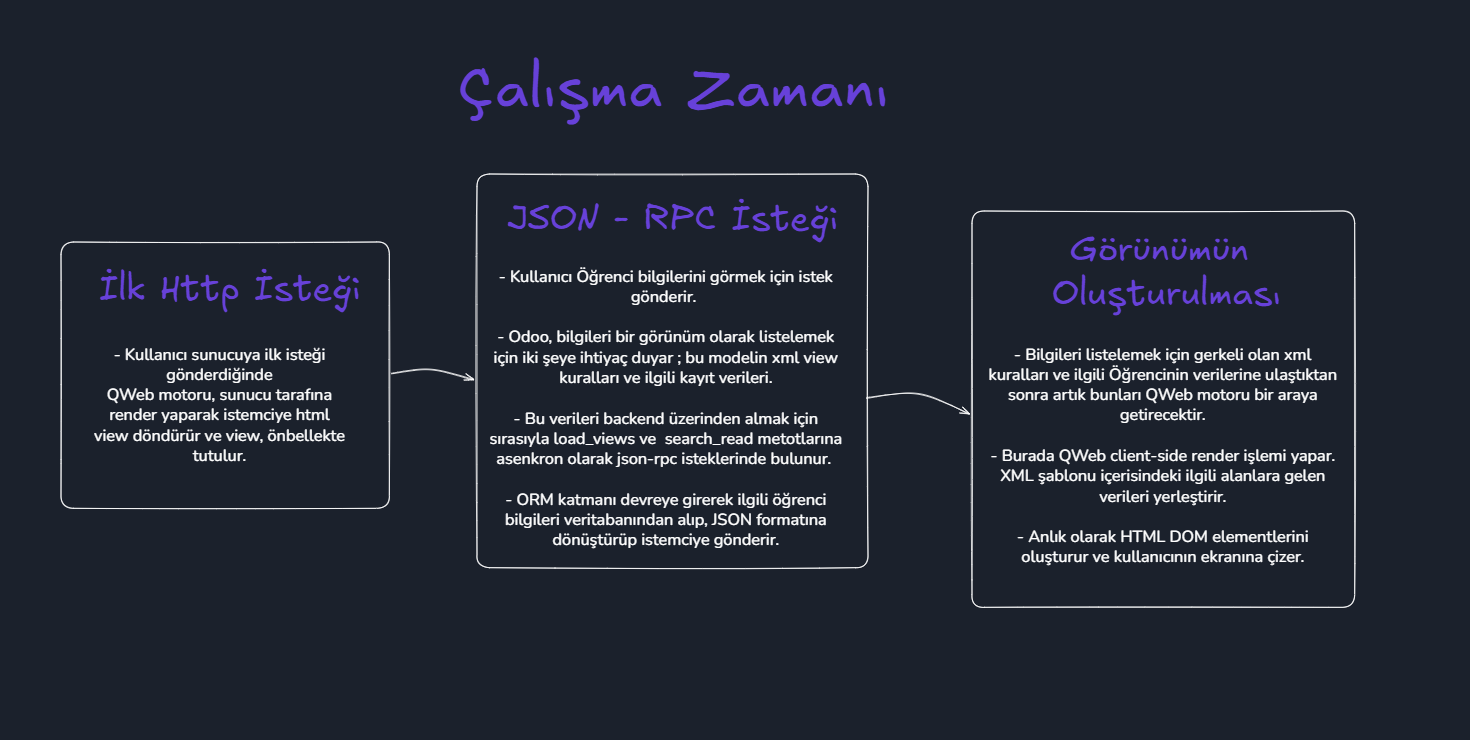 Çalışma Zamanı
İlk Http İsteği
- Kullanıcı sunucuya ilk isteği
gönderdiğinde
QWeb motoru, sunucu tarafına
render yaparak istemciye html
view döndürür ve view, önbellekte
tutulur.
JSON - RPC İsteği
- Kullanıcı Öğrenci bilgilerini görmek için istek
gönderir.
- Odoo, bilgileri bir görünüm olarak listelemek
için iki şeye ihtiyaç duyar ; bu modelin xml view
kuralları ve ilgili kayıt verileri.
- Bu verileri backend üzerinden almak için
sırasıyla load_views ve  search_read metotlarına
asenkron olarak json-rpc isteklerinde bulunur.
- ORM katmanı devreye girerek ilgili öğrenci
bilgileri veritabanından alıp, JSON formatına
dönüştürüp istemciye gönderir.
Görünümün
Oluşturulması
- Bilgileri listelemek için gerkeli olan xml
kuralları ve ilgili Öğrencinin verilerine ulaştıktan
sonra artık bunları QWeb motoru bir araya
getirecektir.
- Burada QWeb client-side render işlemi yapar.
XML şablonu içerisindeki ilgili alanlara gelen
verileri yerleştirir.
- Anlık olarak HTML DOM elementlerini
oluşturur ve kullanıcının ekranına çizer.